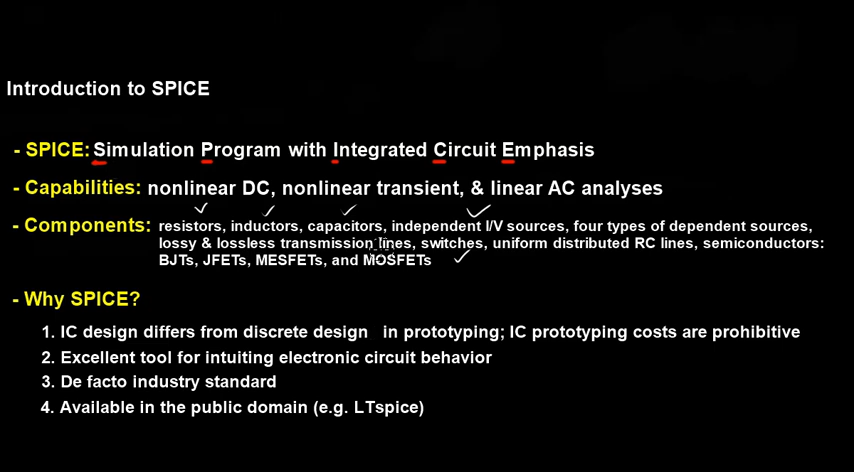 Introduction to SPICE
- SPICE: Simulation Program with Integrated Circuit Emphasis
- Capabilities: nonlinear DC, nonlinear transient, & linear AC analyses
- Components: resistors, inductors, capacitors, independent I/V sources, four types of dependent sources,
lossy & lossless transmission lines, switches, uniform distributed RC lines, semiconductors:
BJTs, JFETs, MESFETs, and MOSFETs
- Why SPICE?
1. IC design differs from discrete design in prototyping; IC prototyping costs are prohibitive
2. Excellent tool for intuiting electronic circuit behavior
3. De facto industry standard
4. Available in the public domain (e.g. LTspice)